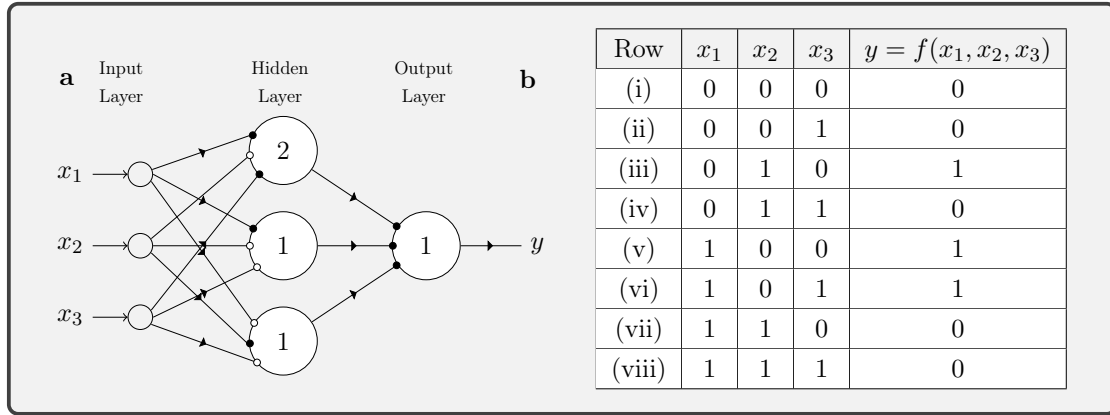 a
Input
Layer
Hidden
Layer
Output
Layer
x₁
x₂
x₃
2
1
1
1
y
b
Row x₁ x₂ x₃ y = f(x₁, x₂, x₃)
(i) 0 0 0 0
(ii) 0 0 1 0
(iii) 0 1 0 1
(iv) 0 1 1 0
(v) 1 0 0 1
(vi) 1 0 1 1
(vii) 1 1 0 0
(viii) 1 1 1 0